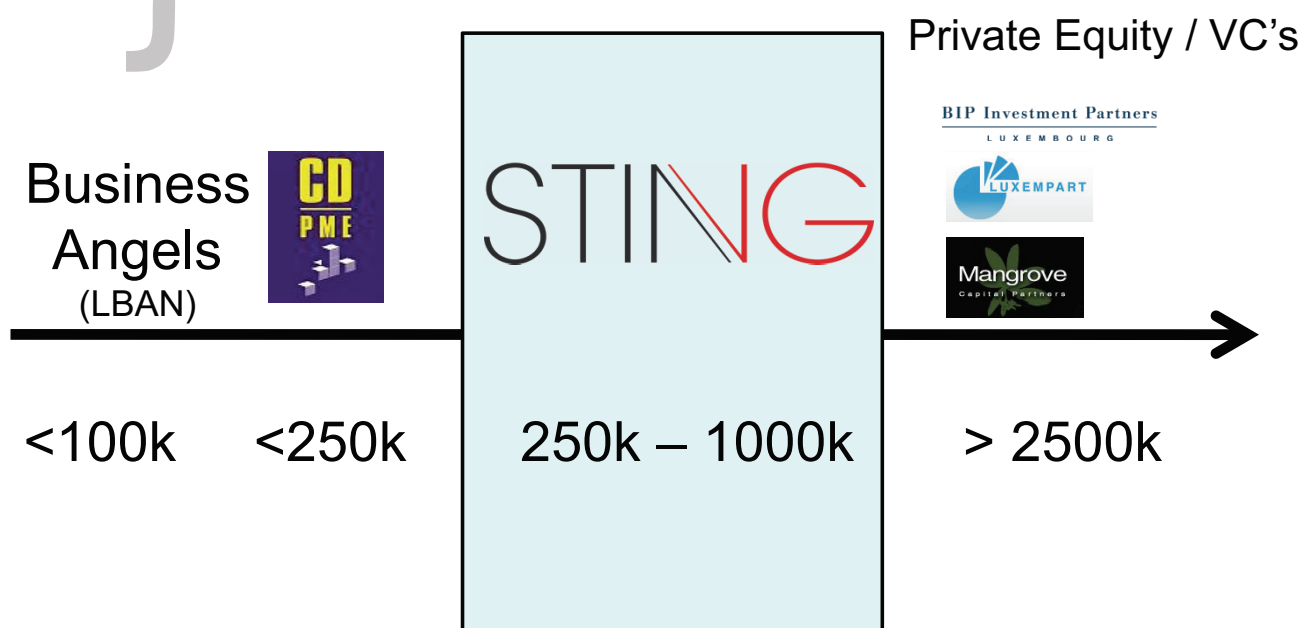 Private Equity / VC's
BIP Investment Partners
LUXEMBOURG
Business
Angels
(LBAN)
CD
PME
STING
LUXEMPART
Mangrove
Capital Partners
<100k
<250k
250k – 1000k
> 2500k